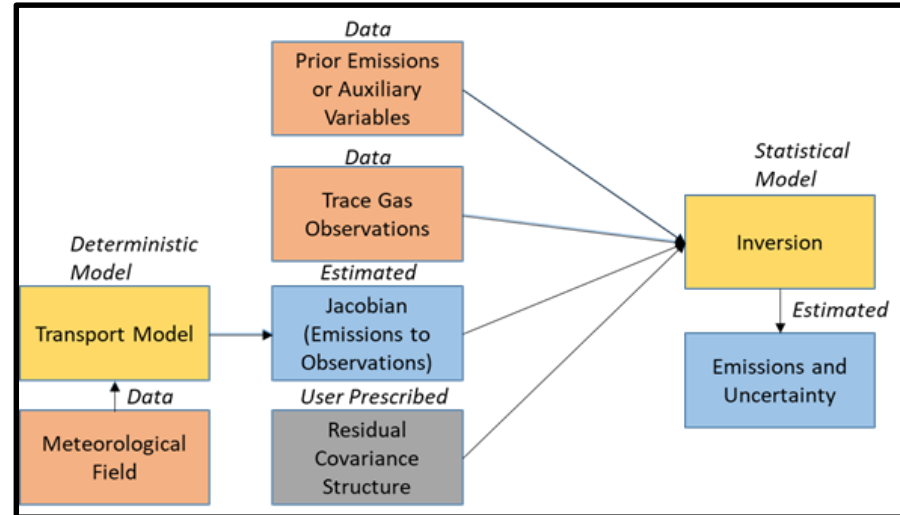 Data
Prior Emissions
or Auxiliary
Variables
Data
Trace Gas
Observations
Deterministic
Model
Transport Model
Data
Meteorological
Field
Estimated
Jacobian
(Emissions to
Observations)
User Prescribed
Residual
Covariance
Structure
Statistical
Model
Inversion
Estimated
Emissions and
Uncertainty